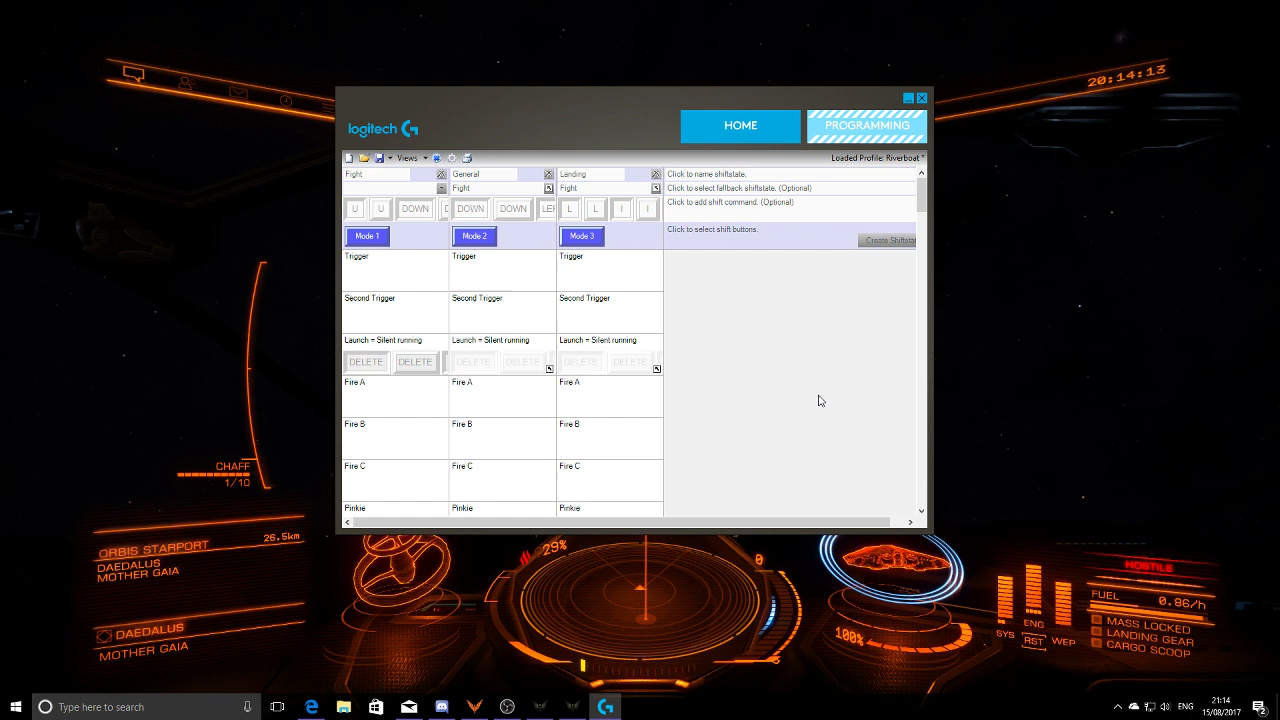 20:14:13
logitech G
HOME
PROGRAMMING
Views
Loaded Profile: Riverboat *
Fight
General
Landing
Click to name shiftstate.
Fight
Fight
Click to select fallback shiftstate. (Optional)
U U DOWN
DOWN DOWN LEF
L L I I
Click to add shift command. (Optional)
Mode 1
Mode 2
Mode 3
Click to select shift buttons.
Create Shiftstat
Trigger
Trigger
Trigger
Second Trigger
Second Trigger
Second Trigger
Launch = Silent running
Launch = Silent running
Launch = Silent running
DELETE DELETE
DELETE DELETE
DELETE DELETE
Fire A
Fire A
Fire A
Fire B
Fire B
Fire B
Fire C
Fire C
Fire C
Pinkie
Pinkie
Pinkie
CHAFF
1/10
ORBIS STARPORT 26.5km
DAEDALUS
MOTHER GAIA
DAEDALUS
MOTHER GAIA
29%
0
100%
HOSTILE
FUEL 0.86/h
MASS LOCKED
LANDING GEAR
CARGO SCOOP
SYS ENG WEP
RST
Type here to search
ENG
21:14
15/08/2017
2